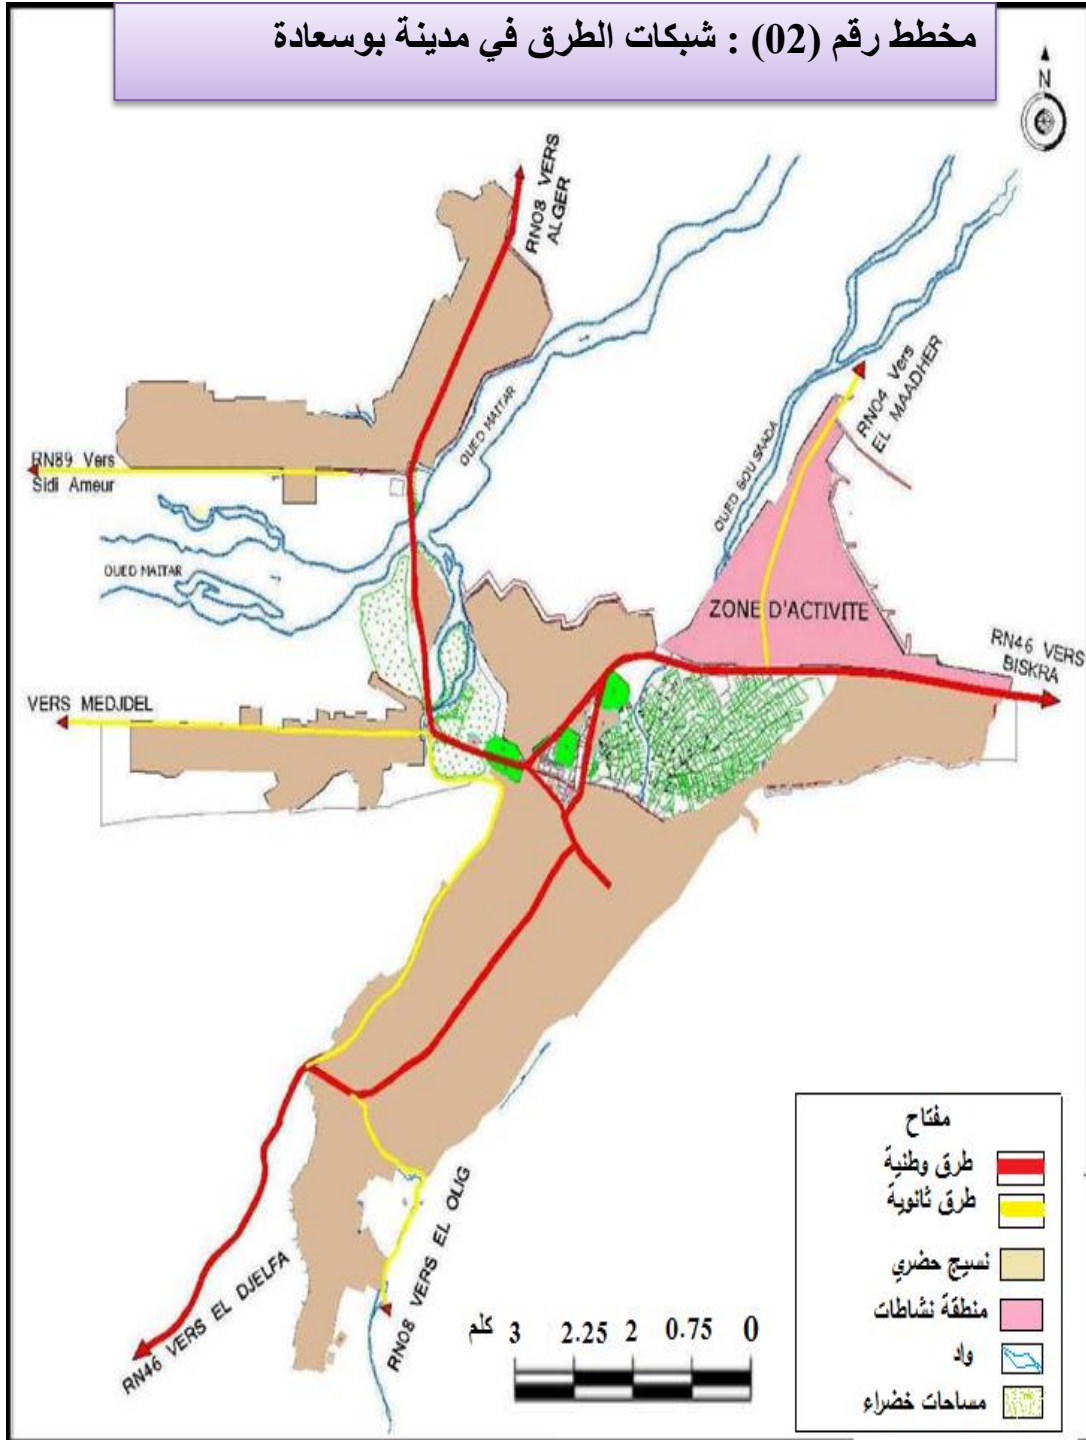 مخطط رقم (02) : شبكات الطرق في مدينة بوسعادة
N
RN08 VERS
ALGER
RN04 Vers
EL MAADHER
OUED MAITAR
RN89 Vers
Sidi Ameur
OUED BOU SAADA
OUED MAITAR
ZONE D'ACTIVITE
RN46 VERS
BISKRA
VERS MEDJDEL
RN46 VERS EL DJELFA
RN08 VERS EL OLIG
مفتاح
طرق وطنية
طرق ثانوية
نسيج حضري
منطقة نشاطات
واد
مساحات خضراء
0 0.75 2 2.25 3 كلم